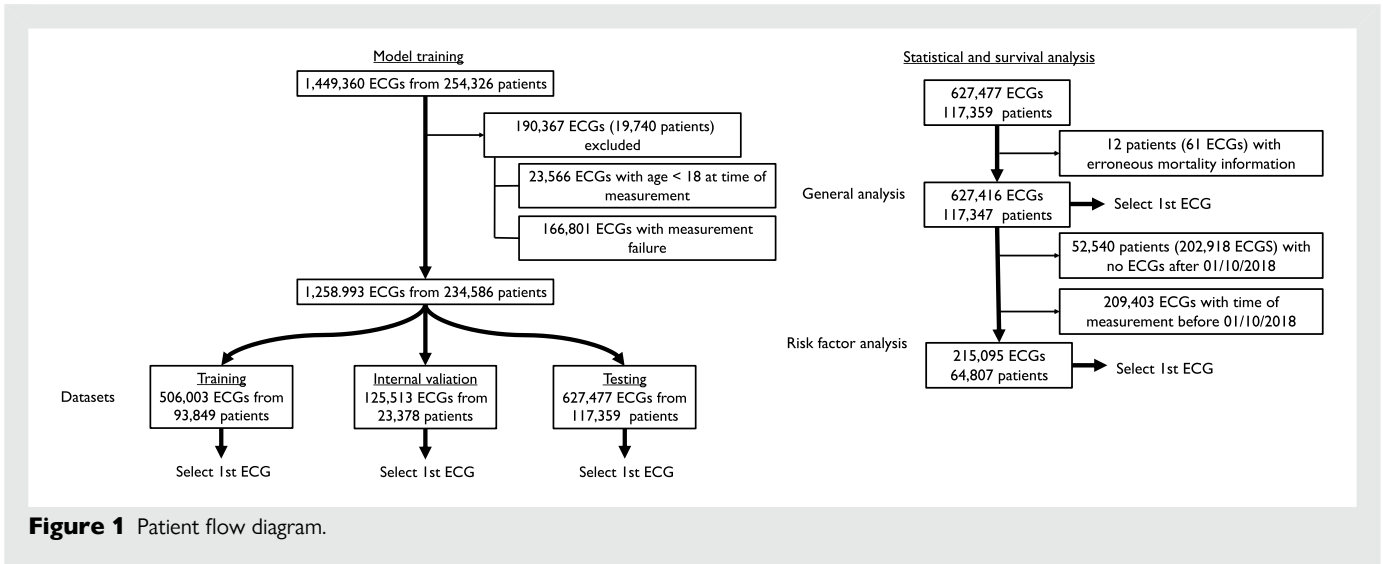 Model training
1,449,360 ECGs from 254,326 patients
190,367 ECGs (19,740 patients)
excluded
23,566 ECGs with age < 18 at time of
measurement
166,801 ECGs with measurement
failure
1,258.993 ECGs from 234,586 patients
Datasets
Training
506,003 ECGs from
93,849 patients
Select 1st ECG
Internal valiation
125,513 ECGs from
23,378 patients
Select 1st ECG
Testing
627,477 ECGs from
117,359 patients
Select 1st ECG
Statistical and survival analysis
627,477 ECGs
117,359 patients
12 patients (61 ECGs) with
erroneous mortality information
General analysis
627,416 ECGs
117,347 patients
Select 1st ECG
52,540 patients (202,918 ECGS) with
no ECGs after 01/10/2018
209,403 ECGs with time of
measurement before 01/10/2018
Risk factor analysis
215,095 ECGs
64,807 patients
Select 1st ECG
Figure 1 Patient flow diagram.